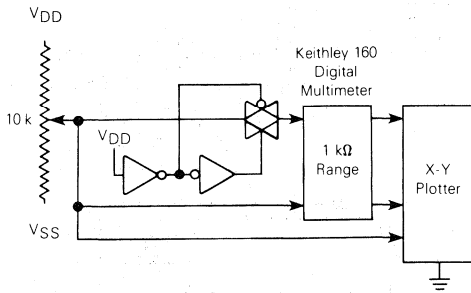 VDD
Keithley 160
Digital
Multimeter
10 k
VDD
1 kΩ
Range
X-Y
Plotter
VSS